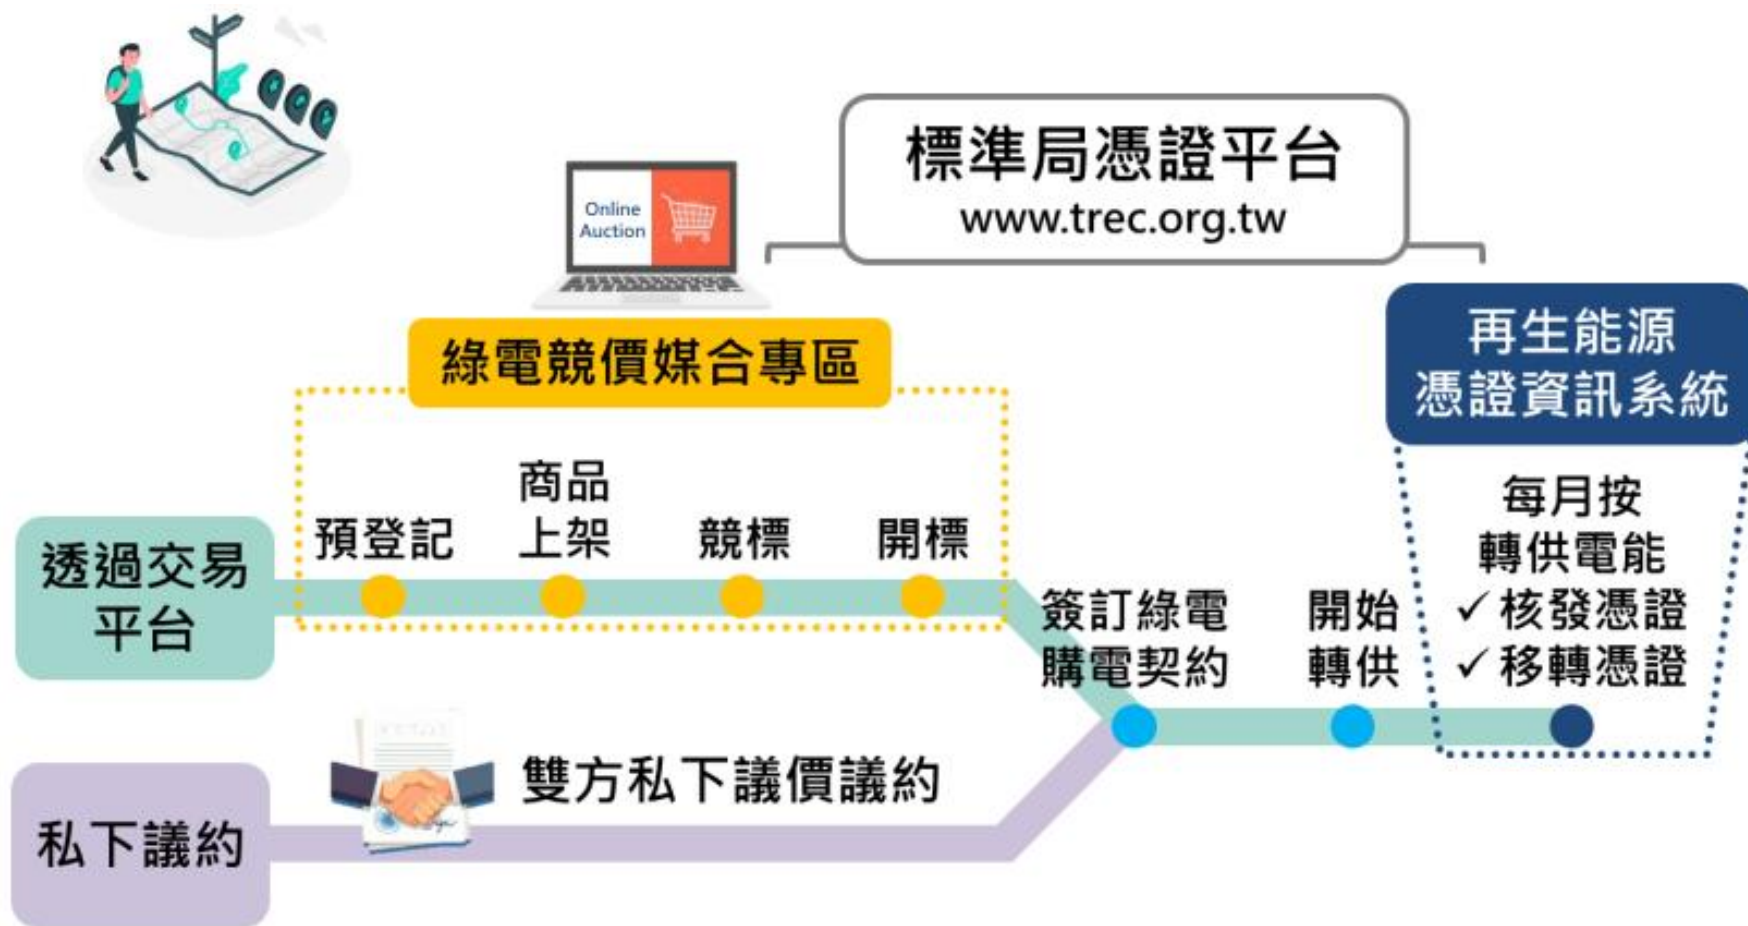 標準局憑證平台
www.trec.org.tw
Online
Auction
綠電競價媒合專區
再生能源
憑證資訊系統
透過交易
平台
預登記
商品
上架
競標
開標
簽訂綠電
購電契約
開始
轉供
每月按
轉供電能
✓核發憑證
✓移轉憑證
私下議約
雙方私下議價議約